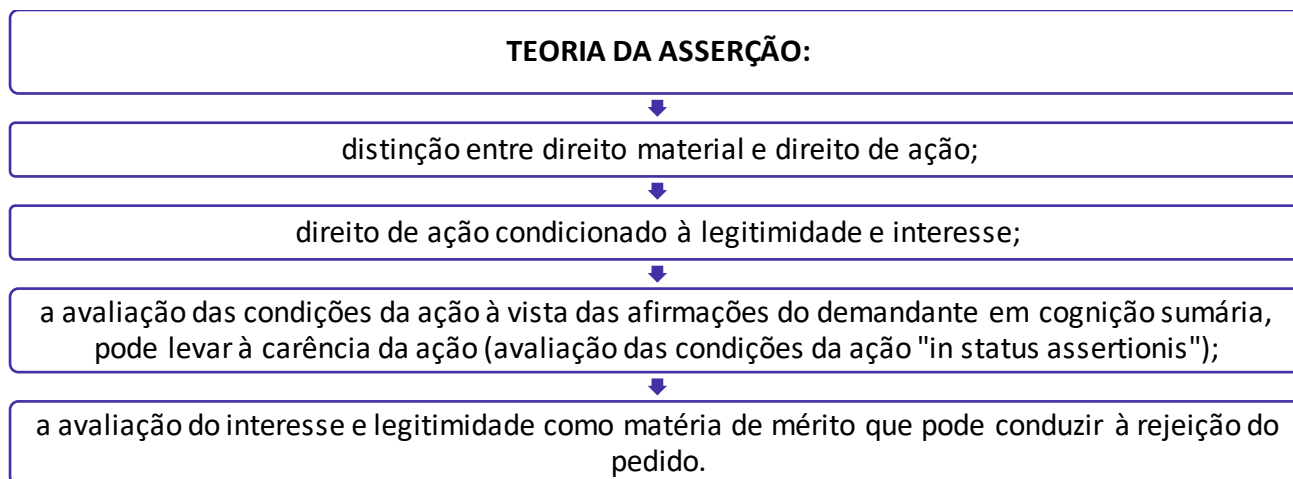 TEORIA DA ASSERÇÃO:
distinção entre direito material e direito de ação;
direito de ação condicionado à legitimidade e interesse;
a avaliação das condições da ação à vista das afirmações do demandante em cognição sumária,
pode levar à carência da ação (avaliação das condições da ação "in status assertionis");
a avaliação do interesse e legitimidade como matéria de mérito que pode conduzir à rejeição do
pedido.